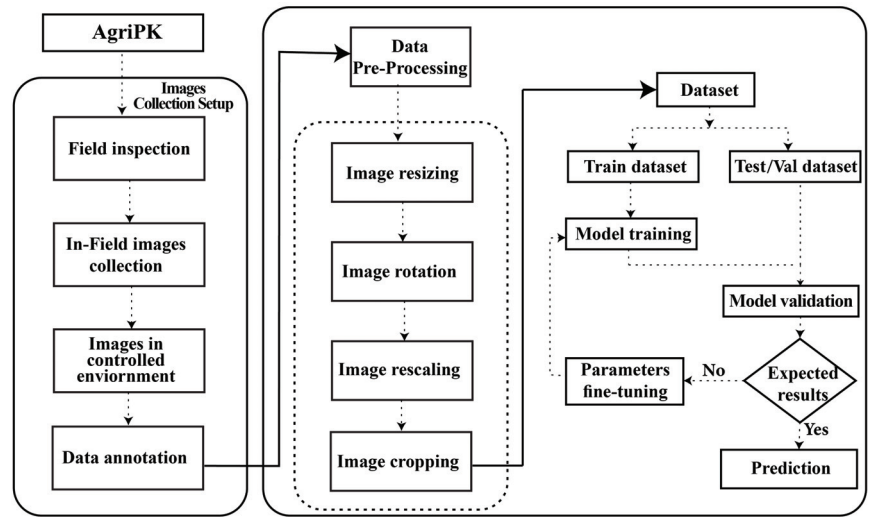 AgriPK
Images
Collection Setup
Field inspection
In-Field images
collection
Images in
controlled
enviornment
Data annotation
Data
Pre-Processing
Image resizing
Image rotation
Image rescaling
Image cropping
Dataset
Train dataset
Test/Val dataset
Model training
Model validation
Expected
results
No
Parameters
fine-tuning
Yes
Prediction